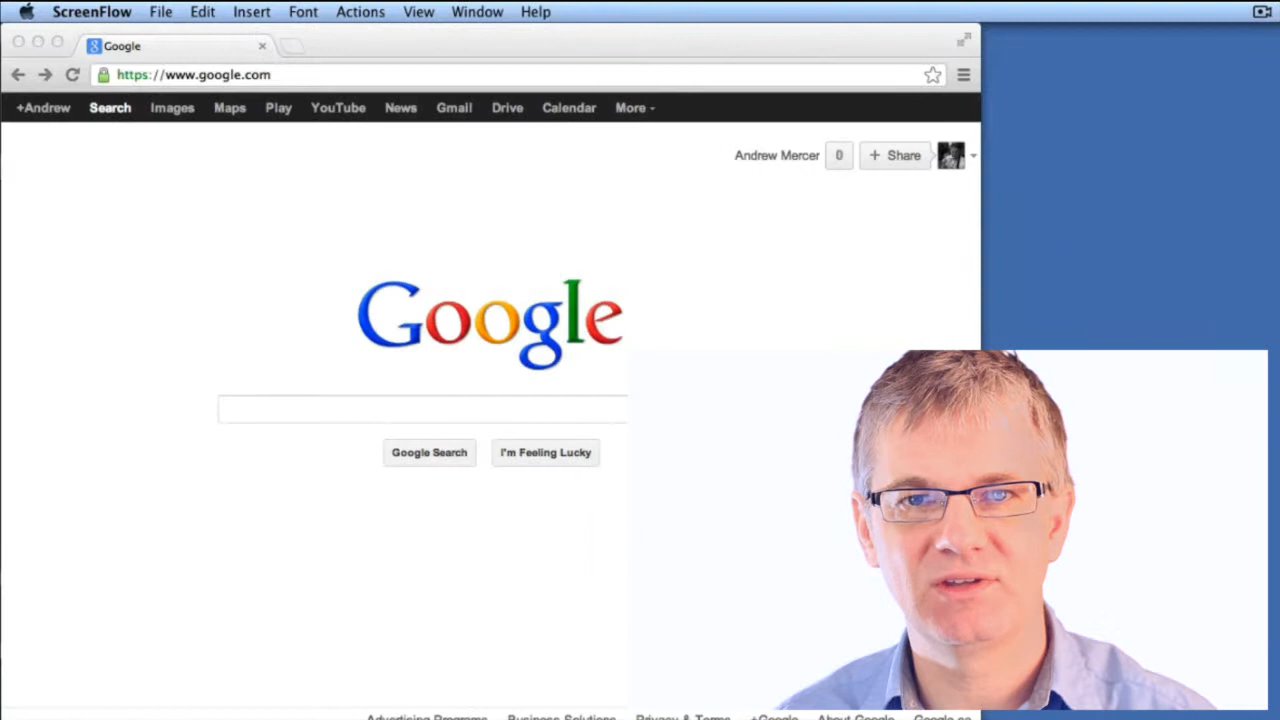 ScreenFlow File Edit Insert Font Actions View Window Help
Google
https://www.google.com
+Andrew Search Images Maps Play YouTube News Gmail Drive Calendar More
Andrew Mercer 0 + Share
Google
Google Search I'm Feeling Lucky
Advertising Programs Business Solutions Privacy & Terms +Google About Google Google.ca